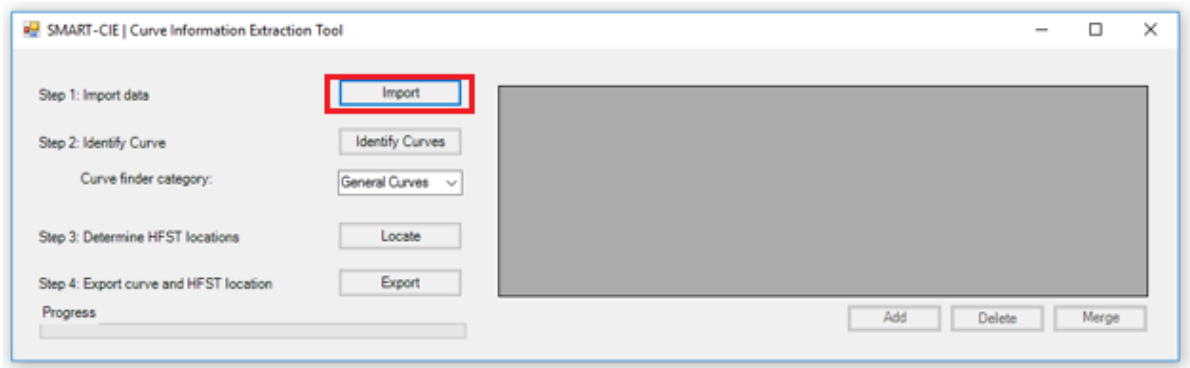 SMART-CIE | Curve Information Extraction Tool
Step 1: Import data
Import
Step 2: Identify Curve
Identify Curves
Curve finder category:
General Curves
Step 3: Determine HFST locations
Locate
Step 4: Export curve and HFST location
Export
Progress
Add
Delete
Merge